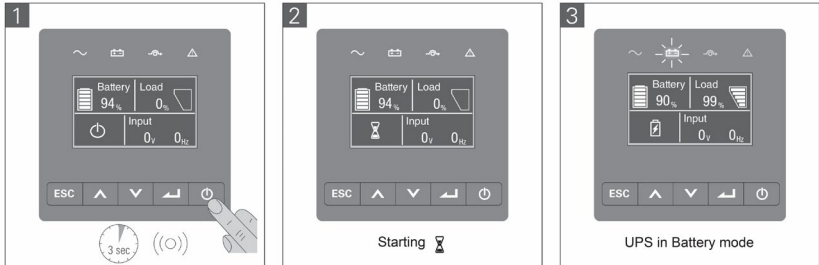 1
Battery Load
94% 0%
Input
0V 0Hz
ESC
3 sec
2
Battery Load
94% 0%
Input
0V 0Hz
ESC
Starting
3
Battery Load
90% 99%
Input
0V 0Hz
ESC
UPS in Battery mode